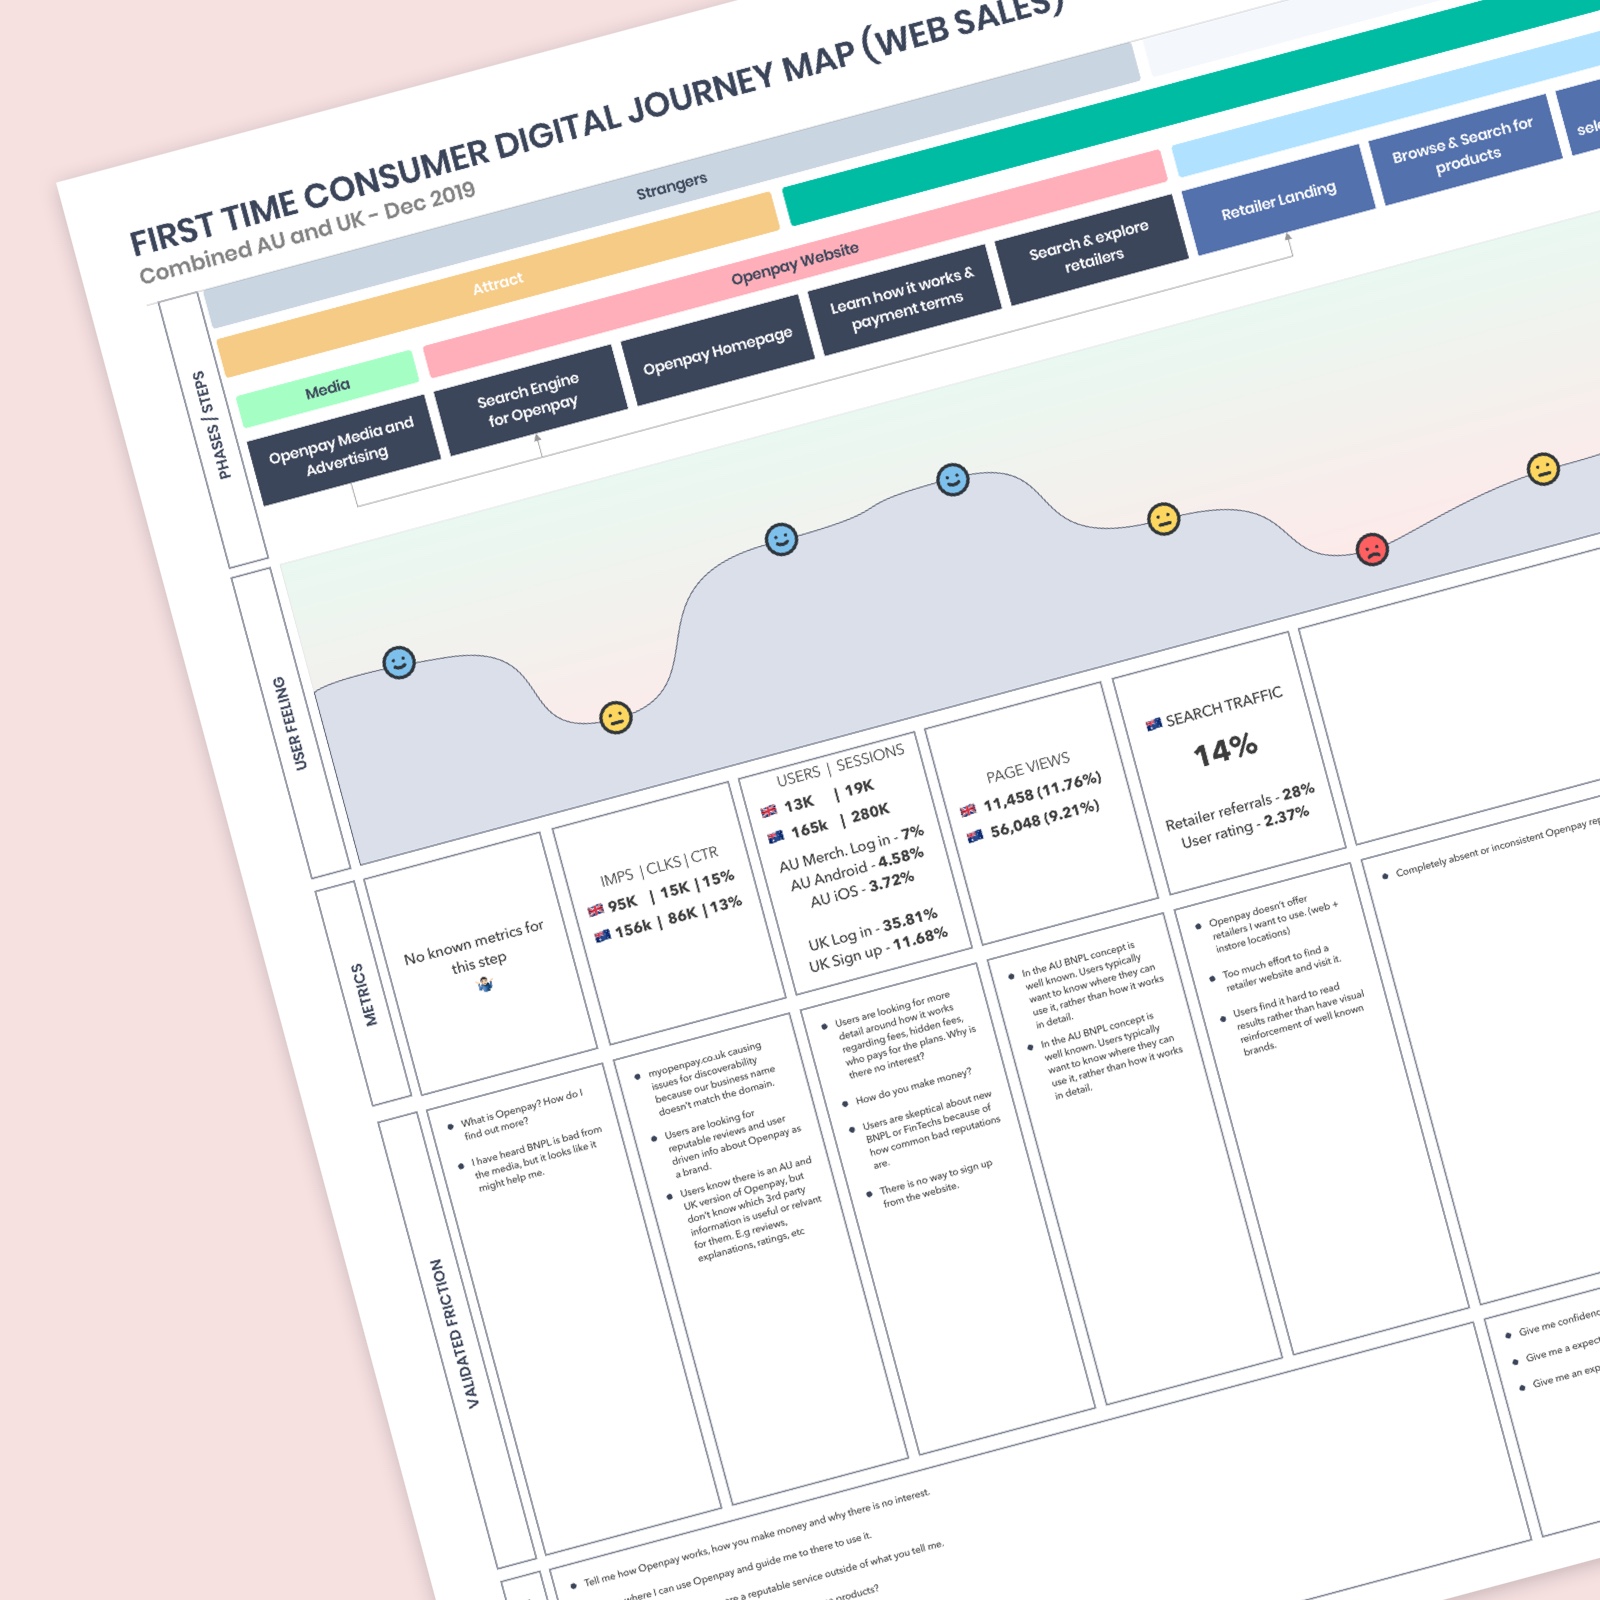 FIRST TIME CONSUMER DIGITAL JOURNEY MAP (WEB SALES)
Combined AU and UK - Dec 2019
PHASES / STEPS
Strangers
Attract
Media
Openpay Website
Openpay Media and
Advertising
Search Engine
for Openpay
Openpay Homepage
Learn how it works &
payment terms
Search & explore
retailers
Retailer Landing
Browse & Search for
products
USER FEELING
METRICS
No known metrics for
this step
IMPS | CLKS | CTR
95K | 15K | 15%
156k | 86K | 13%
USERS | SESSIONS
13K | 19K
165k | 280K
AU Merch. Log in - 7%
AU Android - 4.58%
AU iOS - 3.72%
UK Log in - 35.81%
UK Sign up - 11.68%
PAGE VIEWS
11,458 (11.76%)
56,048 (9.21%)
SEARCH TRAFFIC
14%
Retailer referrals - 28%
User rating - 2.37%
VALIDATED FRICTION
What is Openpay? How do I
find out more?
I have heard BNPL is bad from
the media, but it looks like it
might help me.
myopenpay.co.uk causing
issues for discoverability
because our business name
doesn't match the domain.
Users are looking for
reputable reviews and user
driven info about Openpay as
a brand.
Users know there is an AU and
UK version of Openpay, but
don't know which 3rd party
information is useful or relvant
for them. E.g reviews,
explanations, ratings, etc
Users are looking for more
detail around how it works
regarding fees, hidden fees,
who pays for the plans. Why is
there no interest?
How do you make money?
Users are skeptical about new
BNPL or FinTechs because of
how common bad reputations
are.
There is no way to sign up
from the website.
In the AU BNPL concept is
well known. Users typically
want to know where they can
use it, rather than how it works
in detail.
In the AU BNPL concept is
well known. Users typically
want to know where they can
use it, rather than how it works
in detail.
Openpay doesn't offer
retailers I want to use. (web +
instore locations)
Too much effort to find a
retailer website and visit it.
Users find it hard to read
results rather than have visual
reinforcement of well known
brands.
Completely absent or inconsistent Openpay
Tell me how Openpay works, how you make money and why there is no interest.
where I can use Openpay and guide me to there to use it.
a reputable service outside of what you tell me.
products?
Give me
Give me a
Give me an